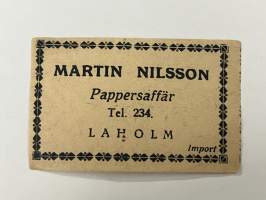 MARTIN NILSSON
Pappersaffär
Tel. 234.
LAHOLM
Import